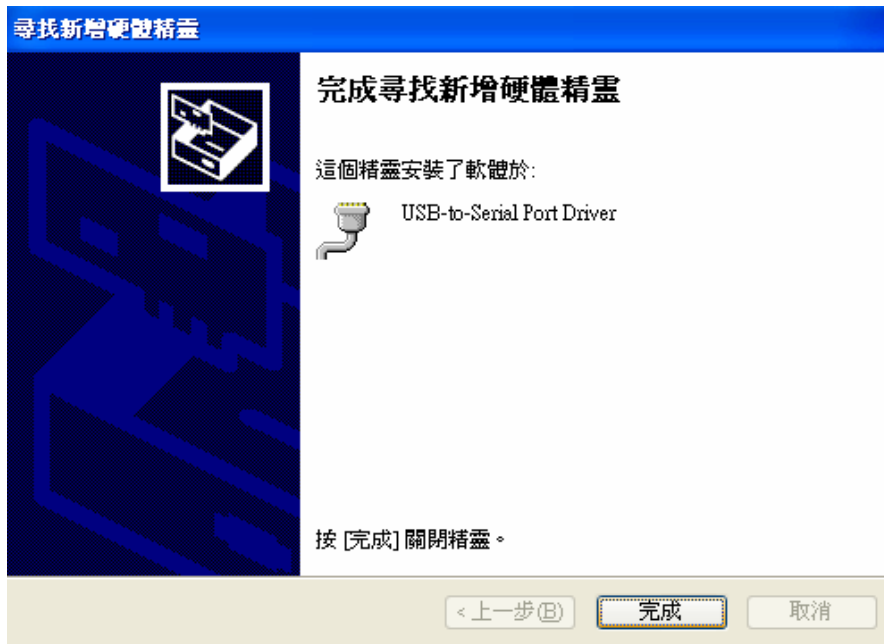 尋找新增硬體精靈
完成尋找新增硬體精靈
這個精靈安裝了軟體於:
USB-to-Serial Port Driver
按 [完成] 關閉精靈。
<上一步(B)
完成
取消